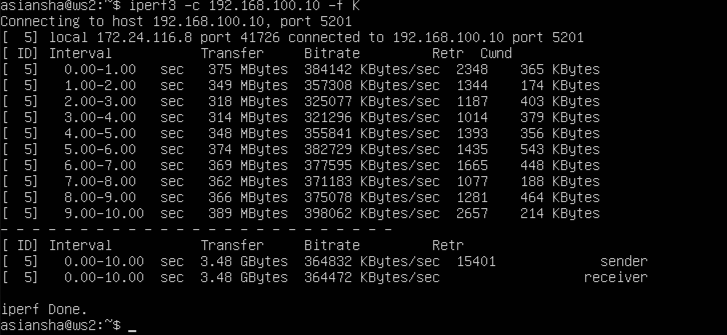 asiansha@ws2:~$ iperf3 -c 192.168.100.10 -f K
Connecting to host 192.168.100.10, port 5201
[  5] local 172.24.116.8 port 41726 connected to 192.168.100.10 port 5201
[ ID] Interval           Transfer     Bitrate         Retr  Cwnd
[  5]   0.00-1.00   sec   375 MBytes  384142 KBytes/sec  2348    365 KBytes
[  5]   1.00-2.00   sec   349 MBytes  357308 KBytes/sec  1344    174 KBytes
[  5]   2.00-3.00   sec   318 MBytes  325077 KBytes/sec  1187    403 KBytes
[  5]   3.00-4.00   sec   314 MBytes  321296 KBytes/sec  1014    379 KBytes
[  5]   4.00-5.00   sec   348 MBytes  355841 KBytes/sec  1393    356 KBytes
[  5]   5.00-6.00   sec   374 MBytes  382729 KBytes/sec  1435    543 KBytes
[  5]   6.00-7.00   sec   369 MBytes  377595 KBytes/sec  1665    448 KBytes
[  5]   7.00-8.00   sec   362 MBytes  371183 KBytes/sec  1077    188 KBytes
[  5]   8.00-9.00   sec   366 MBytes  375078 KBytes/sec  1281    464 KBytes
[  5]   9.00-10.00  sec   389 MBytes  398062 KBytes/sec  2657    214 KBytes
- - - - - - - - - - - - - - - - - - - - - - - - -
[ ID] Interval           Transfer     Bitrate         Retr
[  5]   0.00-10.00  sec  3.48 GBytes  364832 KBytes/sec  15401             sender
[  5]   0.00-10.00  sec  3.48 GBytes  364472 KBytes/sec                  receiver

iperf Done.
asiansha@ws2:~$ _